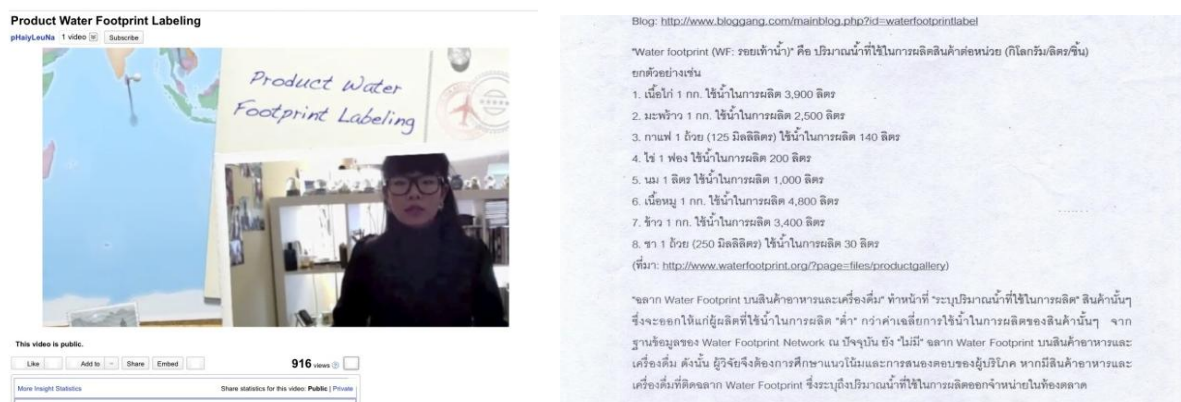 Product Water Footprint Labeling
pHaiyLeuNa 1 video Subscribe
Product Water
Footprint Labeling
This video is public.
Like Add to Share Embed 916 views
More Insight Statistics Share statistics for this video: Public | Private
Blog: http://www.bloggang.com/mainblog.php?id=waterfootprintlabel
"Water footprint (WF: รอยเท้าน้ำ)" คือ ปริมาณน้ำที่ใช้ในการผลิตสินค้าต่อหน่วย (กิโลกรัม/ลิตร/ชิ้น)
ยกตัวอย่างเช่น
1. เนื้อไก่ 1 กก. ใช้น้ำในการผลิต 3,900 ลิตร
2. มะพร้าว 1 กก. ใช้น้ำในการผลิต 2,500 ลิตร
3. กาแฟ 1 ถ้วย (125 มิลลิลิตร) ใช้น้ำในการผลิต 140 ลิตร
4. ไข่ 1 ฟอง ใช้น้ำในการผลิต 200 ลิตร
5. นม 1 ลิตร ใช้น้ำในการผลิต 1,000 ลิตร
6. เนื้อหมู 1 กก. ใช้น้ำในการผลิต 4,800 ลิตร
7. ข้าว 1 กก. ใช้น้ำในการผลิต 3,400 ลิตร
8. ชา 1 ถ้วย (250 มิลลิลิตร) ใช้น้ำในการผลิต 30 ลิตร
(ที่มา: http://www.waterfootprint.org/?page=files/productgallery)
"ฉลาก Water Footprint บนสินค้าอาหารและเครื่องดื่ม" ทำหน้าที่ "ระบุปริมาณน้ำที่ใช้ในการผลิต" สินค้านั้นๆ
ซึ่งจะออกให้แก่ผู้ผลิตที่ใช้น้ำในการผลิต "ต่ำ" กว่าค่าเฉลี่ยการใช้น้ำในการผลิตของสินค้านั้นๆ จาก
ฐานข้อมูลของ Water Footprint Network ณ ปัจจุบัน ยัง "ไม่มี" ฉลาก Water Footprint บนสินค้าอาหารและ
เครื่องดื่ม ดังนั้น ผู้วิจัยจึงต้องการศึกษาแนวโน้มและการสนองตอบของผู้บริโภค หากมีสินค้าอาหารและ
เครื่องดื่มที่ติดฉลาก Water Footprint ซึ่งระบุถึงปริมาณน้ำที่ใช้ในการผลิตออกจำหน่ายในท้องตลาด